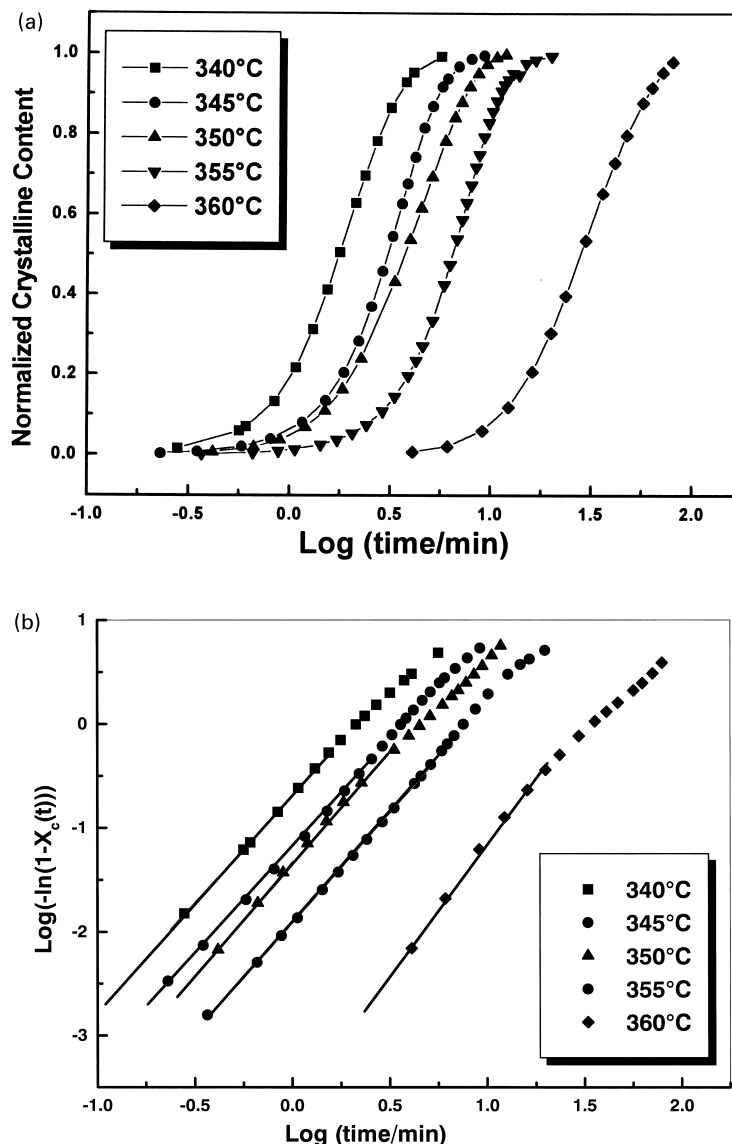 (a)
Normalized Crystalline Content
1.0
0.8
0.6
0.4
0.2
0.0
340°C
345°C
350°C
355°C
360°C
-1.0
-0.5
0.0
0.5
1.0
1.5
2.0
Log (time/min)
(b)
Log(-ln(1-Xc(t)))
1
0
-1
-2
-3
340°C
345°C
350°C
355°C
360°C
-1.0
-0.5
0.0
0.5
1.0
1.5
2.0
Log (time/min)